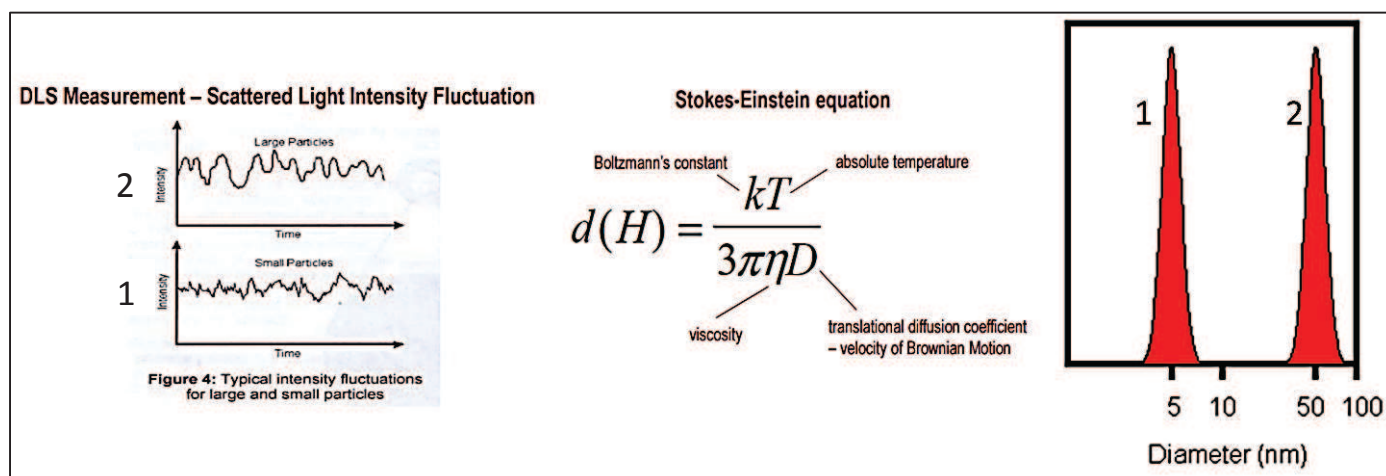 DLS Measurement – Scattered Light Intensity Fluctuation
2
Intensity
Large Particles
Time
1
Intensity
Small Particles
Time
Figure 4: Typical intensity fluctuations
for large and small particles
Stokes-Einstein equation
Boltzmann's constant
absolute temperature
d(H) = kT / 3πηD
viscosity
translational diffusion coefficient
– velocity of Brownian Motion
1 2
5 10 50 100
Diameter (nm)